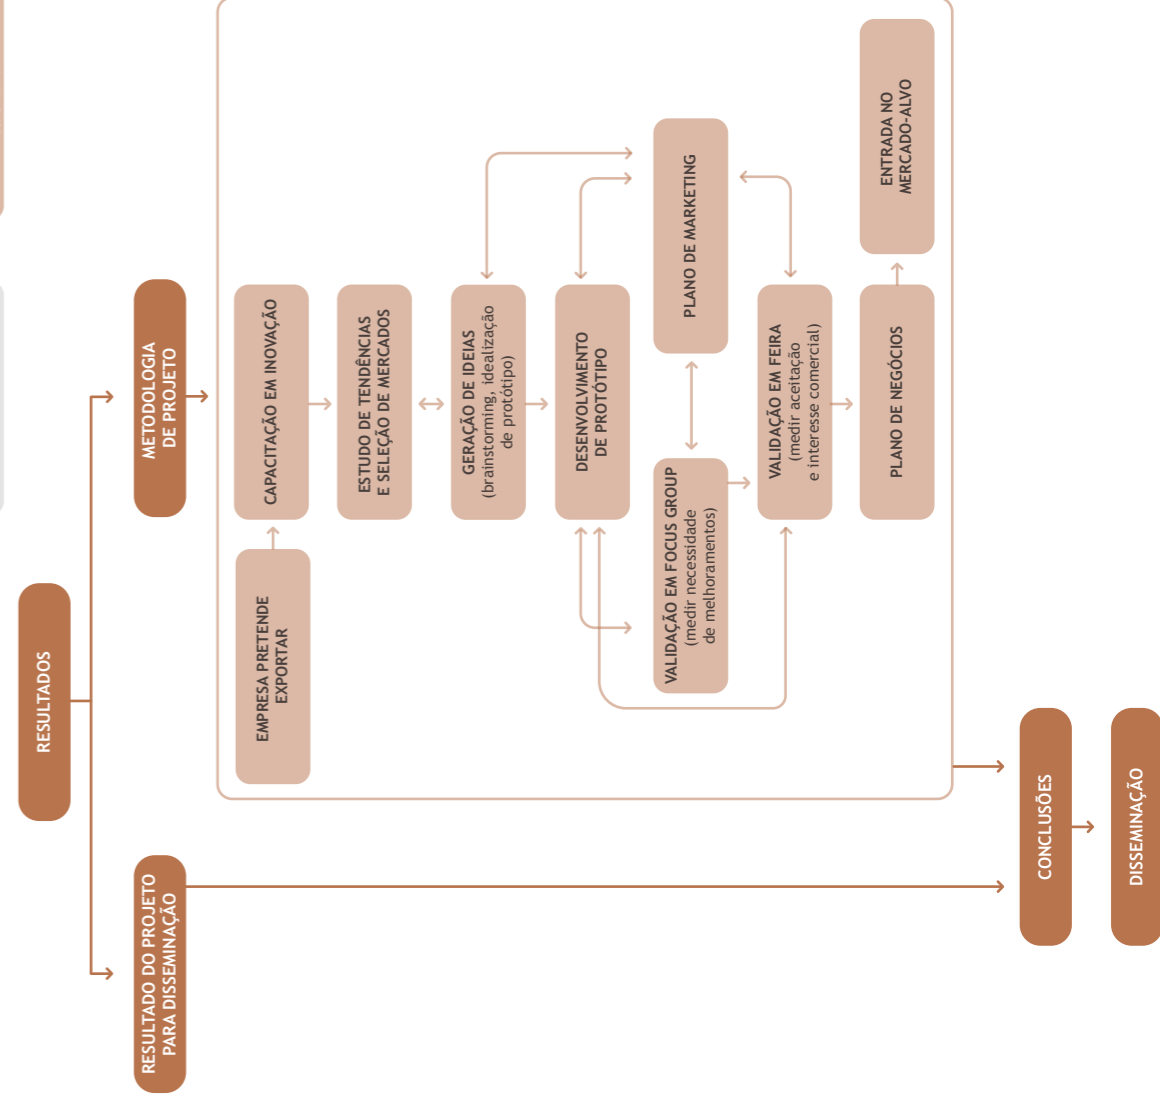 RESULTADOS
RESULTADO DO PROJETO
PARA DISSEMINAÇÃO
METODOLOGIA
DE PROJETO
EMPRESA PRETENDE
EXPORTAR
CAPACITAÇÃO EM INOVAÇÃO
ESTUDO DE TENDÊNCIAS
E SELEÇÃO DE MERCADOS
GERAÇÃO DE IDEIAS
(brainstorming, idealização
de protótipo)
DESENVOLVIMENTO
DE PROTÓTIPO
VALIDAÇÃO EM FOCUS GROUP
(medir necessidade
de melhoramentos)
PLANO DE MARKETING
VALIDAÇÃO EM FEIRA
(medir aceitação
e interesse comercial)
PLANO DE NEGÓCIOS
ENTRADA NO
MERCADO-ALVO
CONCLUSÕES
DISSEMINAÇÃO